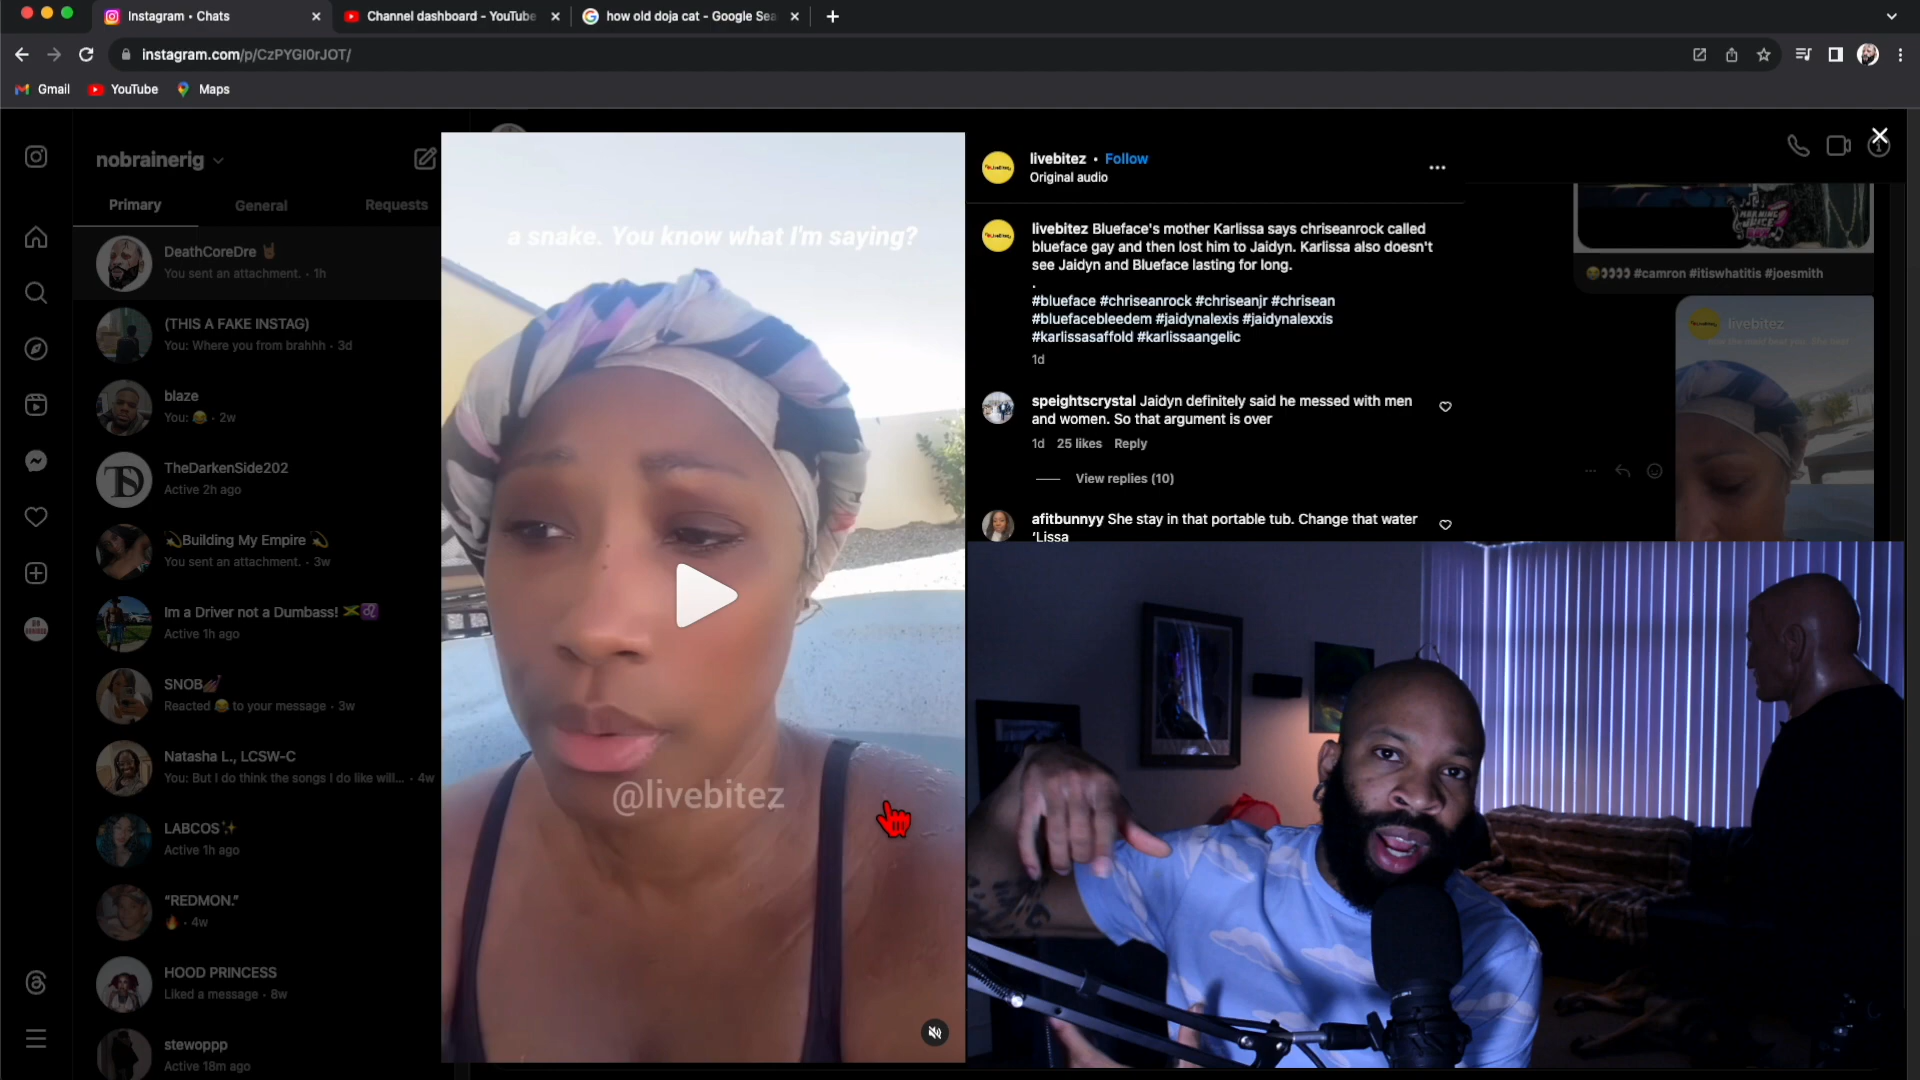 Instagram • Chats
Channel dashboard - YouTube
how old doja cat - Google Sea
instagram.com/p/CzPYGI0rJOT/
Gmail
YouTube
Maps
nobrainerig
Primary
General
Requests
DeathCoreDre
You sent an attachment. · 1h
(THIS A FAKE INSTAG)
You: Where you from brahhh · 3d
blaze
You: 😂 · 2w
TheDarkenSide202
Active 2h ago
💫Building My Empire 💫
You sent an attachment. · 3w
Im a Driver not a Dumbass! 🇯🇲♌
Active 1h ago
SNOB💅🏾
Reacted 😂 to your message · 3w
Natasha L., LCSW-C
You: But I do think the songs I do like will... · 4w
LABCOS✨
Active 1h ago
“REDMON.”
🔥 · 4w
HOOD PRINCESS
Liked a message · 8w
stewoppp
Active 18m ago
a snake. You know what I'm saying?
@livebitez
livebitez • Follow
Original audio
livebitez Blueface's mother Karlissa says chriseanrock called
blueface gay and then lost him to Jaidyn. Karlissa also doesn't
see Jaidyn and Blueface lasting for long.
.
#blueface #chriseanrock #chriseanjr #chrisean
#bluefacebleedem #jaidynalexis #jaidynalexxis
#karlissasaffold #karlissaangelic
1d
speightscrystal Jaidyn definitely said he messed with men
and women. So that argument is over
1d 25 likes Reply
View replies (10)
afitbunnyy She stay in that portable tub. Change that water
‘Lissa
😭👀👀 #camron #itiswhatitis #joesmith
livebitez